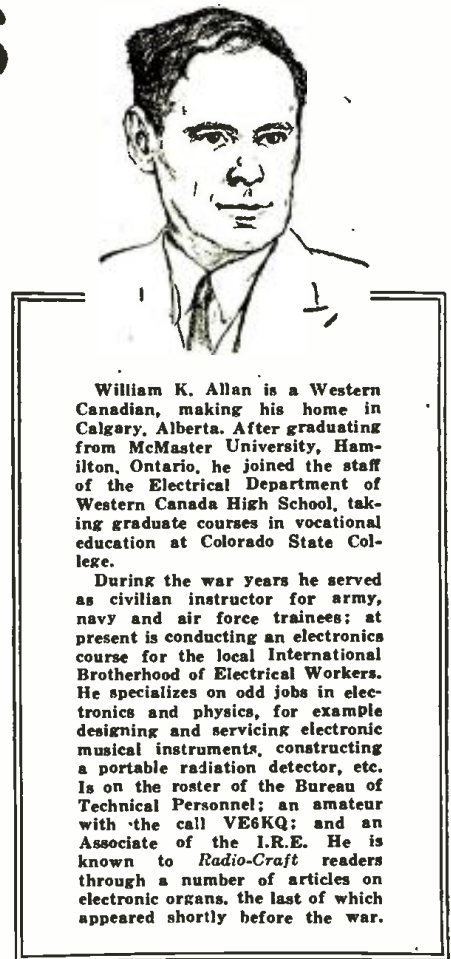 S
William K. Allan is a Western
Canadian, making his home in
Calgary, Alberta. After graduating
from McMaster University, Ham-
ilton, Ontario, he joined the staff
of the Electrical Department of
Western Canada High School, tak-
ing graduate courses in vocational
education at Colorado State Col-
lege.
During the war years he served
as civilian instructor for army,
navy and air force trainees; at
present is conducting an electronics
course for the local International
Brotherhood of Electrical Workers.
He specializes on odd jobs in elec-
tronics and physics, for example
designing and servicing electronic
musical instruments, constructing
a portable radiation detector, etc.
Is on the roster of the Bureau of
Technical Personnel; an amateur
with the call VE6KQ; and an
Associate of the I.R.E. He is
known to Radio-Craft readers
through a number of articles on
electronic organs, the last of which
appeared shortly before the war.